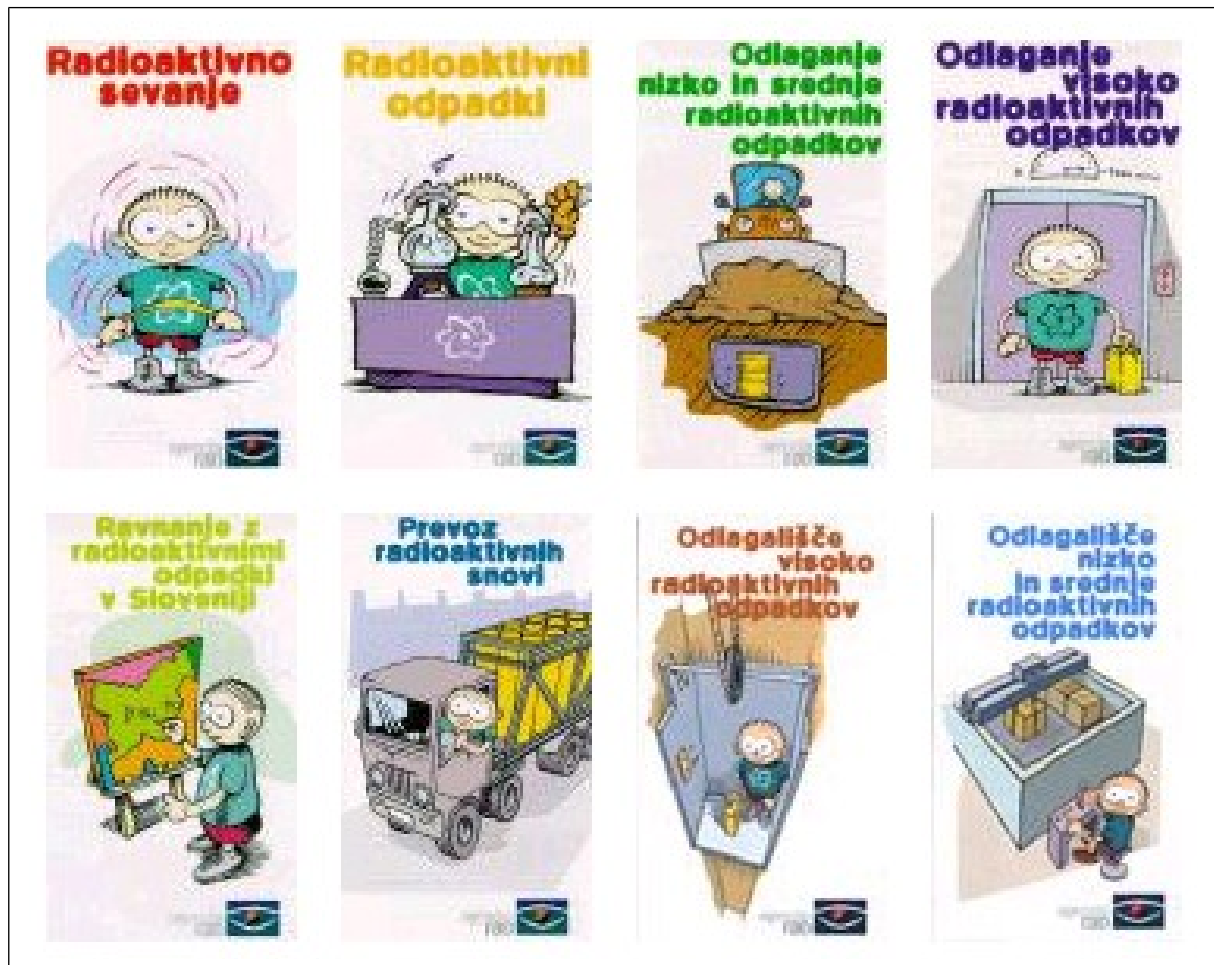 Radioaktivno
sevanje
Radioaktivni
odpadki
Odlaganje
nizko in srednje
radioaktivnih
odpadkov
Odlaganje
visoko
radioaktivnih
odpadkov
Ravnanje z
radioaktivnimi
odpadki
v Sloveniji
Prevoz
radioaktivnih
snovi
Odlagališče
visoko
radioaktivnih
odpadkov
Odlagališče
nizko
in srednje
radioaktivnih
odpadkov